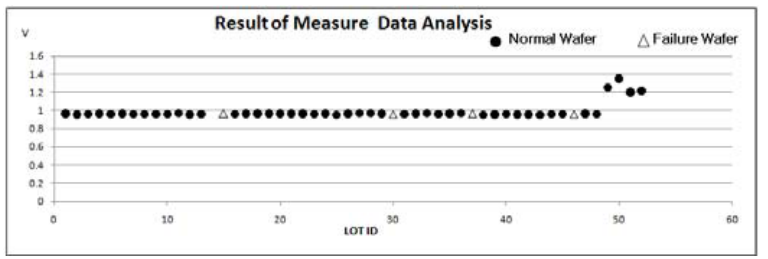 Result of Measure Data Analysis
V
● Normal Wafer △ Failure Wafer
1.6
1.4
1.2
1
0.8
0.6
0.4
0.2
0
0 10 20 30 40 50 60
LOT ID